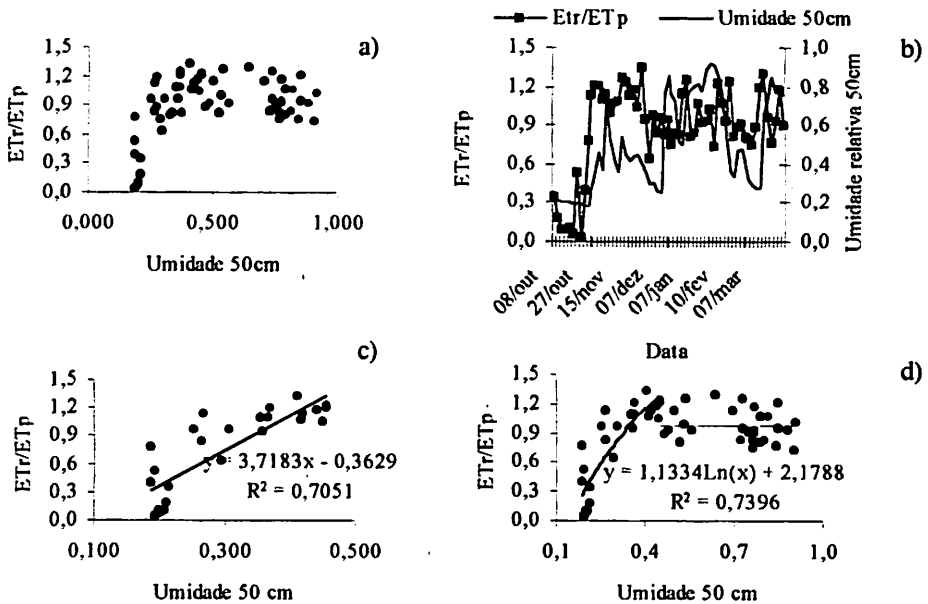 Etr/ETp
Umidade 50cm
a)
ETr/ETp
1,5
1,2
0,9
0,6
0,3
0,0
0,000
0,500
1,000
Umidade 50cm
b)
ETr/ETp
1,5
1,2
0,9
0,6
0,3
0,0
1,0
0,8
0,6
0,4
0,2
0,0
Umidade relativa 50cm
08/out
27/out
15/nov
07/dez
07/jan
10/fev
07/mar
Data
c)
ETr/ETp
1,5
1,2
0,9
0,6
0,3
0,0
y = 3,7183x - 0,3629
R² = 0,7051
0,100
0,300
0,500
Umidade 50 cm
d)
ETr/ETp
1,5
1,2
0,9
0,6
0,3
0,0
y = 1,1334Ln(x) + 2,1788
R² = 0,7396
0,1
0,4
0,7
1,0
Umidade 50 cm